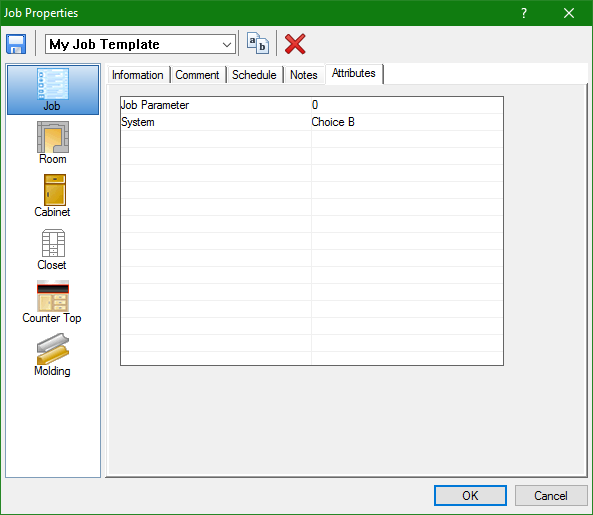 Job Properties
?
My Job Template
a b
Job
Room
Cabinet
Closet
Counter Top
Molding
Information Comment Schedule Notes Attributes
Job Parameter 0
System Choice B
OK Cancel